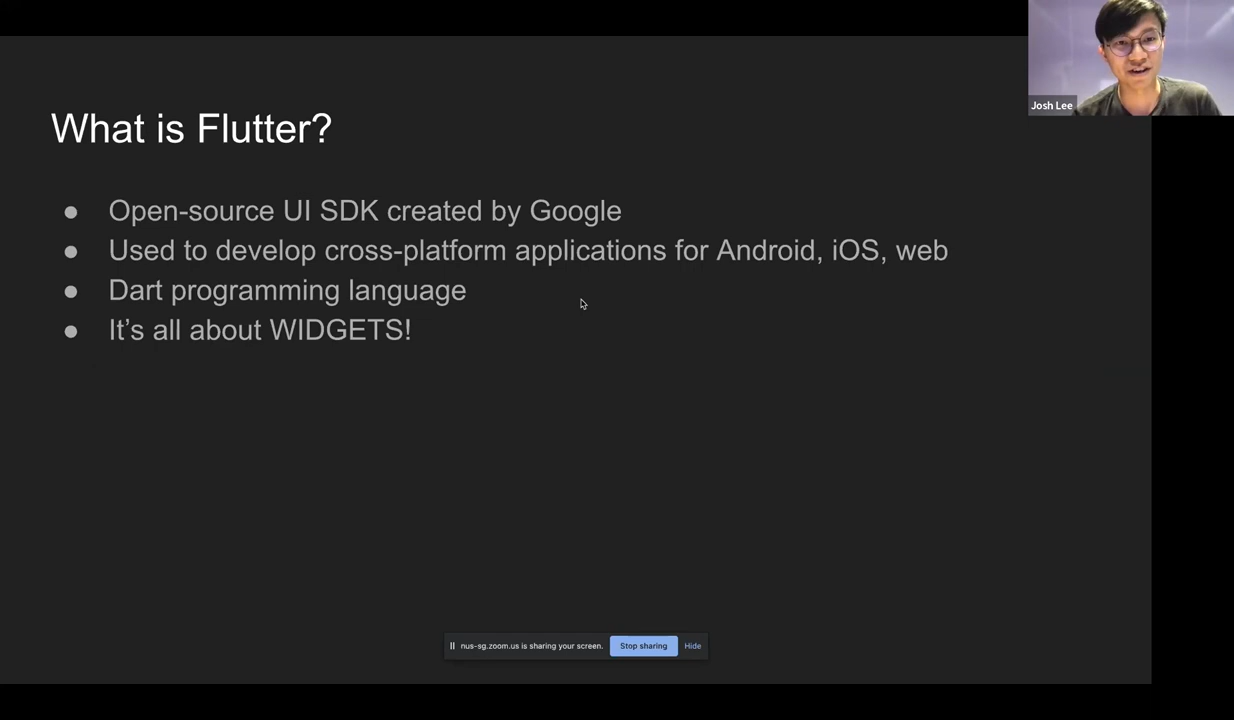 What is Flutter?
● Open-source UI SDK created by Google
● Used to develop cross-platform applications for Android, iOS, web
● Dart programming language
● It's all about WIDGETS!
Josh Lee
nus-sg.zoom.us is sharing your screen. Stop sharing Hide